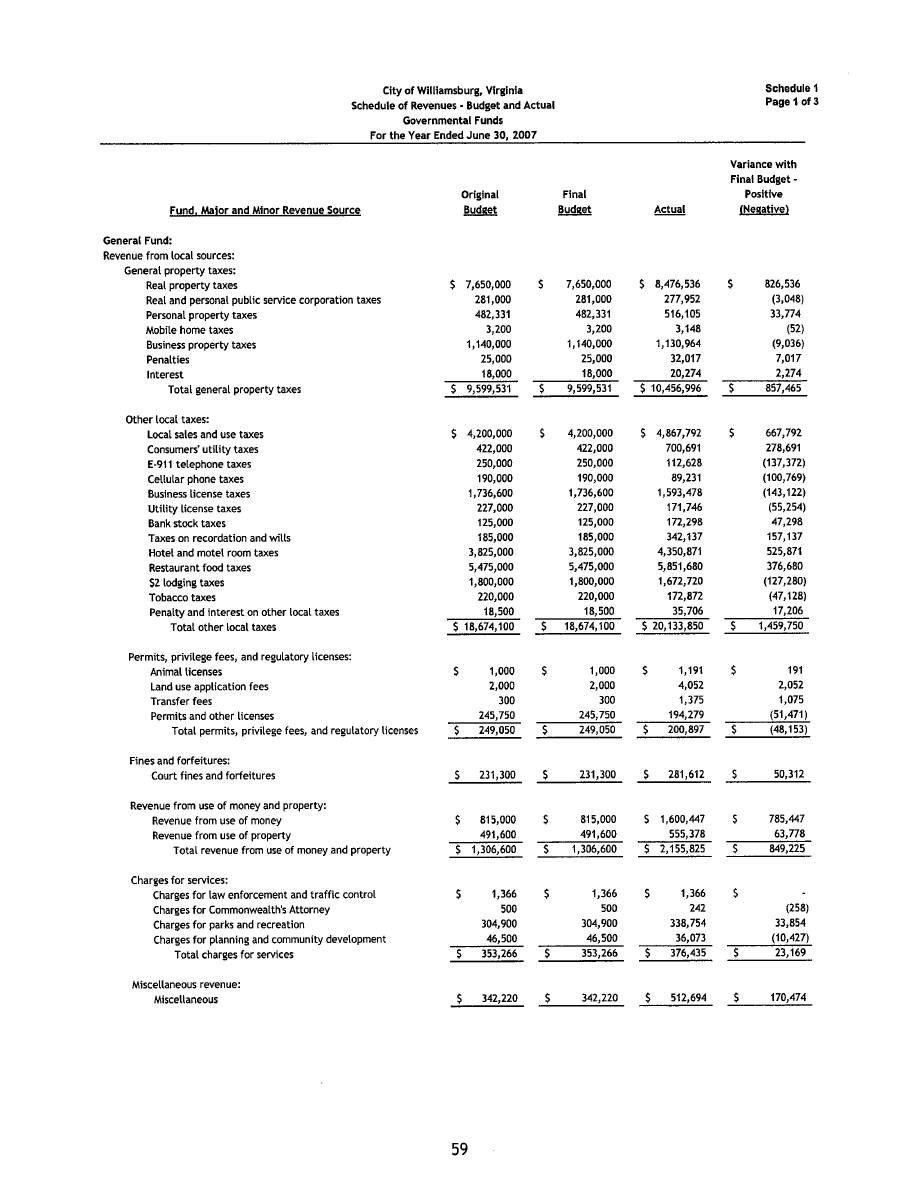 City of Williamsburg, Virginia
Schedule 1
Schedule of Revenues - Budget and Actual
Page 1 of 3
Governmental Funds
For the Year Ended June 30, 2007
Variance with
Final Budget -
Original Final Positive
Fund, Major and Minor Revenue Source Budget Budget Actual (Negative)
General Fund:
Revenue from local sources:
General property taxes:
Real property taxes $ 7,650,000 $ 7,650,000 $ 8,476,536 $ 826,536
Real and personal public service corporation taxes 281,000 281,000 277,952 (3,048)
Personal property taxes 482,331 482,331 516,105 33,774
Mobile home taxes 3,200 3,200 3,148 (52)
Business property taxes 1,140,000 1,140,000 1,130,964 (9,036)
Penalties 25,000 25,000 32,017 7,017
Interest 18,000 18,000 20,274 2,274
Total general property taxes $ 9,599,531 $ 9,599,531 $ 10,456,996 $ 857,465
Other local taxes:
Local sales and use taxes $ 4,200,000 $ 4,200,000 $ 4,867,792 $ 667,792
Consumers' utility taxes 422,000 422,000 700,691 278,691
E-911 telephone taxes 250,000 250,000 112,628 (137,372)
Cellular phone taxes 190,000 190,000 89,231 (100,769)
Business license taxes 1,736,600 1,736,600 1,593,478 (143,122)
Utility license taxes 227,000 227,000 171,746 (55,254)
Bank stock taxes 125,000 125,000 172,298 47,298
Taxes on recordation and wills 185,000 185,000 342,137 157,137
Hotel and motel room taxes 3,825,000 3,825,000 4,350,871 525,871
Restaurant food taxes 5,475,000 5,475,000 5,851,680 376,680
$2 lodging taxes 1,800,000 1,800,000 1,672,720 (127,280)
Tobacco taxes 220,000 220,000 172,872 (47,128)
Penalty and interest on other local taxes 18,500 18,500 35,706 17,206
Total other local taxes $ 18,674,100 $ 18,674,100 $ 20,133,850 $ 1,459,750
Permits, privilege fees, and regulatory licenses:
Animal licenses $ 1,000 $ 1,000 $ 1,191 $ 191
Land use application fees 2,000 2,000 4,052 2,052
Transfer fees 300 300 1,375 1,075
Permits and other licenses 245,750 245,750 194,279 (51,471)
Total permits, privilege fees, and regulatory licenses $ 249,050 $ 249,050 $ 200,897 $ (48,153)
Fines and forfeitures:
Court fines and forfeitures $ 231,300 $ 231,300 $ 281,612 $ 50,312
Revenue from use of money and property:
Revenue from use of money $ 815,000 $ 815,000 $ 1,600,447 $ 785,447
Revenue from use of property 491,600 491,600 555,378 63,778
Total revenue from use of money and property $ 1,306,600 $ 1,306,600 $ 2,155,825 $ 849,225
Charges for services:
Charges for law enforcement and traffic control $ 1,366 $ 1,366 $ 1,366 $ -
Charges for Commonwealth's Attorney 500 500 242 (258)
Charges for parks and recreation 304,900 304,900 338,754 33,854
Charges for planning and community development 46,500 46,500 36,073 (10,427)
Total charges for services $ 353,266 $ 353,266 $ 376,435 $ 23,169
Miscellaneous revenue:
Miscellaneous $ 342,220 $ 342,220 $ 512,694 $ 170,474
59